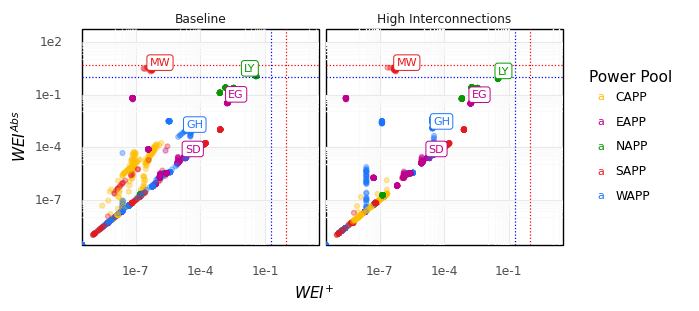 Baseline
High Interconnections
1e2
1e-1
1e-4
1e-7
WEI^Abs
MW
LY
EG
GH
SD
MW
LY
EG
GH
SD
1e-7 1e-4 1e-1
1e-7 1e-4 1e-1
WEI^+
Power Pool
a CAPP
a EAPP
a NAPP
a SAPP
a WAPP